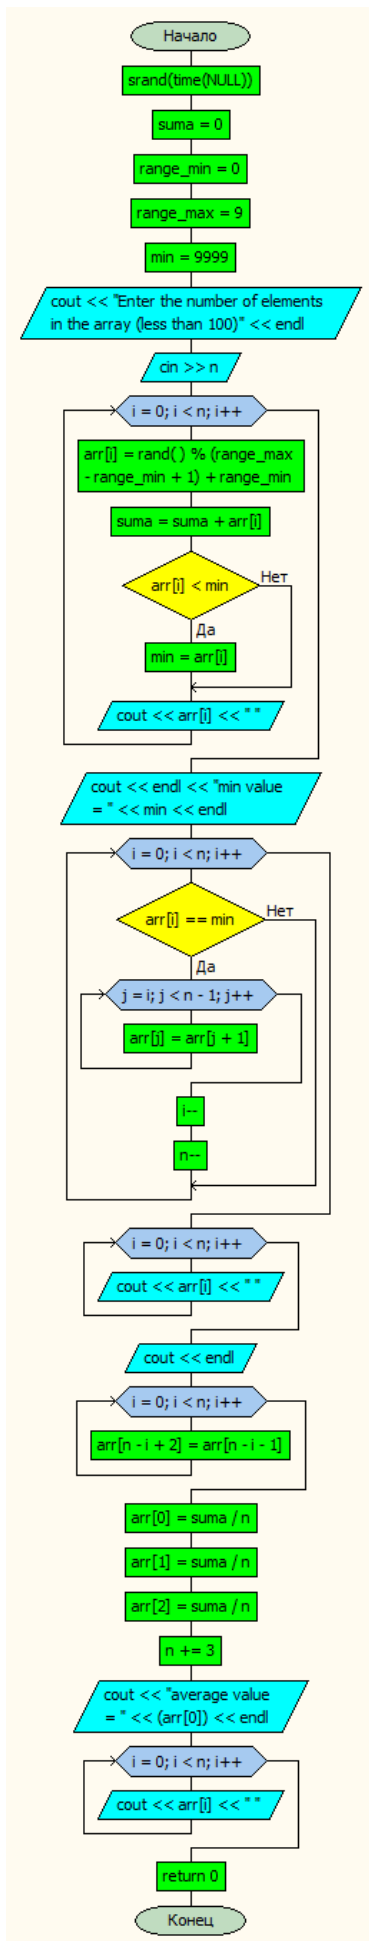 Начало
srand(time(NULL))
suma = 0
range_min = 0
range_max = 9
min = 9999
cout << "Enter the number of elements
in the array (less than 100)" << endl
cin >> n
i = 0; i < n; i++
arr[i] = rand( ) % (range_max
- range_min + 1) + range_min
suma = suma + arr[i]
arr[i] < min
Нет
Да
min = arr[i]
cout << arr[i] << " "
cout << endl << "min value
= " << min << endl
i = 0; i < n; i++
arr[i] == min
Нет
Да
j = i; j < n - 1; j++
arr[j] = arr[j + 1]
i--
n--
i = 0; i < n; i++
cout << arr[i] << " "
cout << endl
i = 0; i < n; i++
arr[n - i + 2] = arr[n - i - 1]
arr[0] = suma / n
arr[1] = suma / n
arr[2] = suma / n
n += 3
cout << "average value
= " << (arr[0]) << endl
i = 0; i < n; i++
cout << arr[i] << " "
return 0
Конец